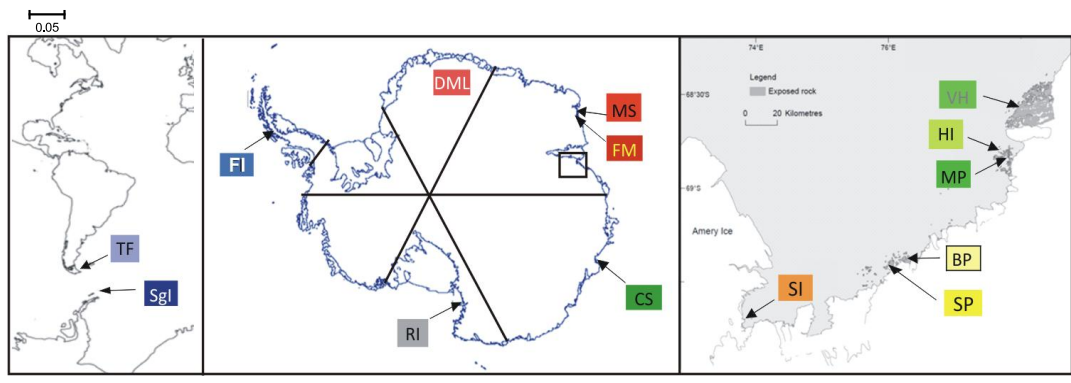 0.05
TF
SgI
DML
MS
FM
FI
CS
RI
74°E
76°E
Legend
Exposed rock
0 20 Kilometres
68°30'S
69°S
VH
HI
MP
Amery Ice
BP
SI
SP